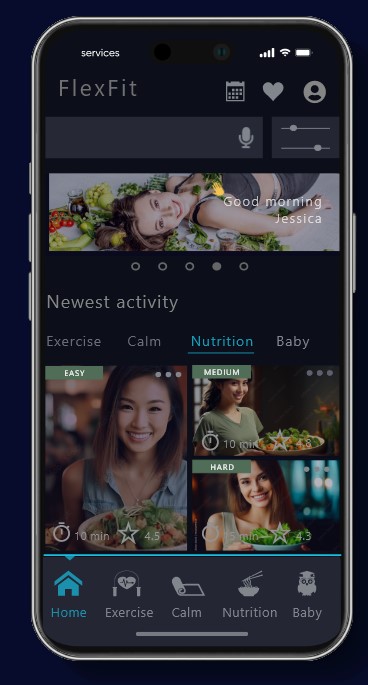 services
FlexFit
Good morning
Jessica
Newest activity
Exercise Calm Nutrition Baby
EASY
MEDIUM
10 min 4.8
HARD
10 min 4.5
15 min 4.3
Home Exercise Calm Nutrition Baby